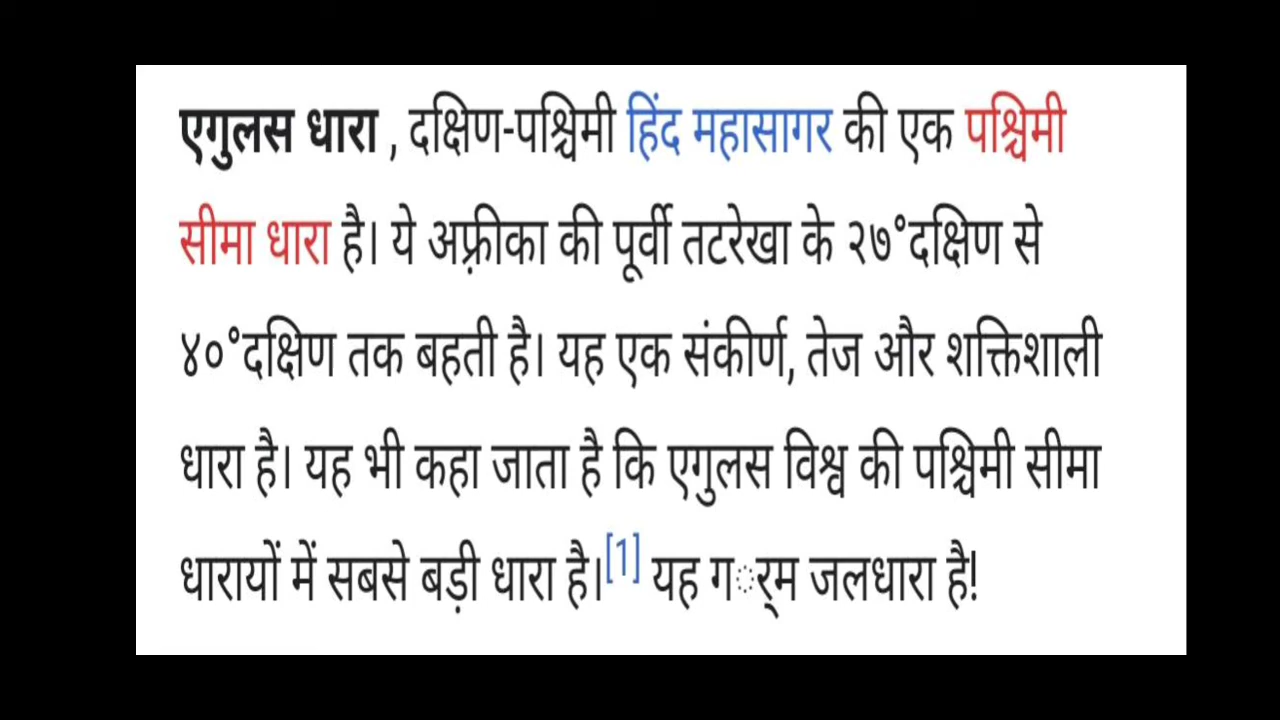 एगुलस धारा , दक्षिण-पश्चिमी हिंद महासागर की एक पश्चिमी
सीमा धारा है। ये अफ़्रीका की पूर्वी तटरेखा के २७°दक्षिण से
४०°दक्षिण तक बहती है। यह एक संकीर्ण, तेज और शक्तिशाली
धारा है। यह भी कहा जाता है कि एगुलस विश्व की पश्चिमी सीमा
धारायों में सबसे बड़ी धारा है।[1] यह ग◌र्म जलधारा है!